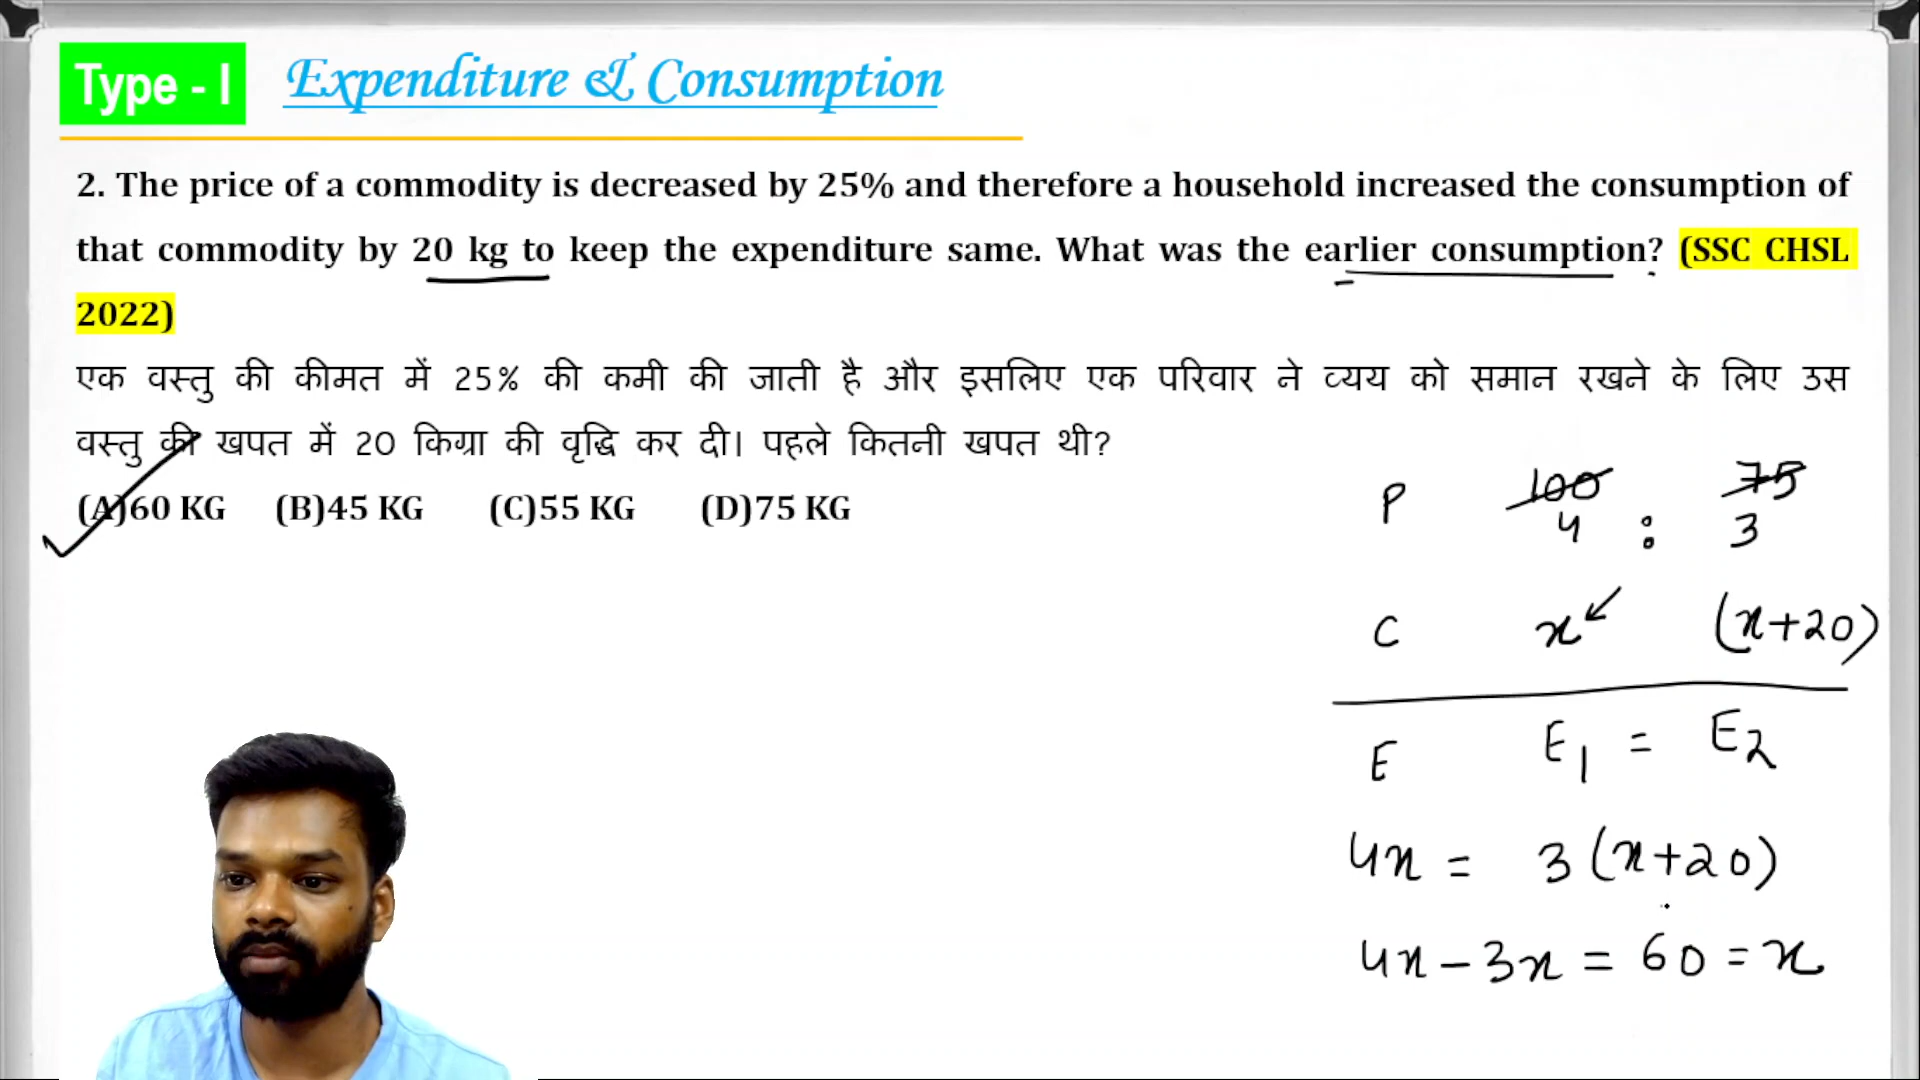 Type - I Expenditure & Consumption
2. The price of a commodity is decreased by 25% and therefore a household increased the consumption of
that commodity by 20 kg to keep the expenditure same. What was the earlier consumption? (SSC CHSL
2022)
एक वस्तु की कीमत में 25% की कमी की जाती है और इसलिए एक परिवार ने व्यय को समान रखने के लिए उस
वस्तु की खपत में 20 किग्रा की वृद्धि कर दी। पहले कितनी खपत थी?
(A)60 KG (B)45 KG (C)55 KG (D)75 KG
P 100 75
4 : 3
C x (x+20)
E E1 = E2
4x = 3(x+20)
4x-3x = 60 = x